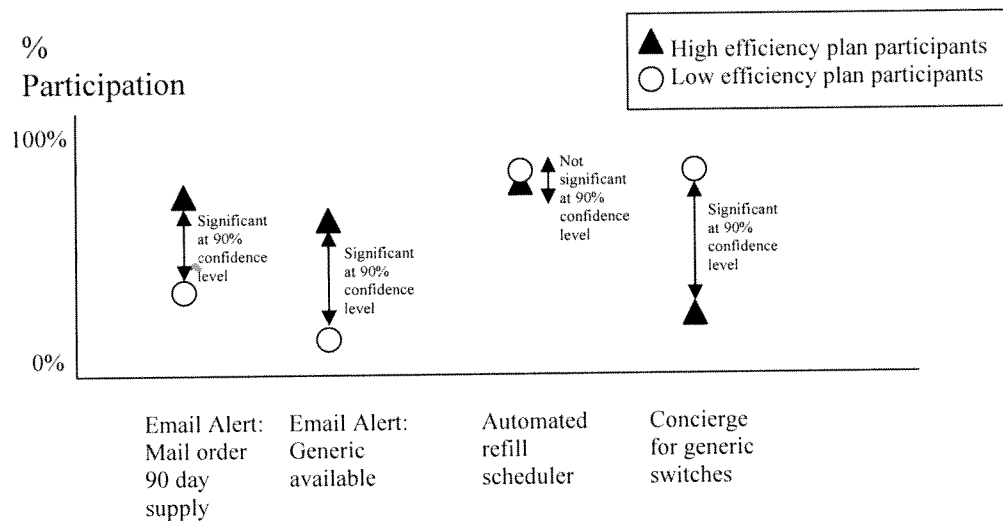 %
Participation
High efficiency plan participants
Low efficiency plan participants
100%
0%
Significant
at 90%
confidence
level
Significant
at 90%
confidence
level
Not
significant
at 90%
confidence
level
Significant
at 90%
confidence
level
Email Alert:
Mail order
90 day
supply
Email Alert:
Generic
available
Automated
refill
scheduler
Concierge
for generic
switches